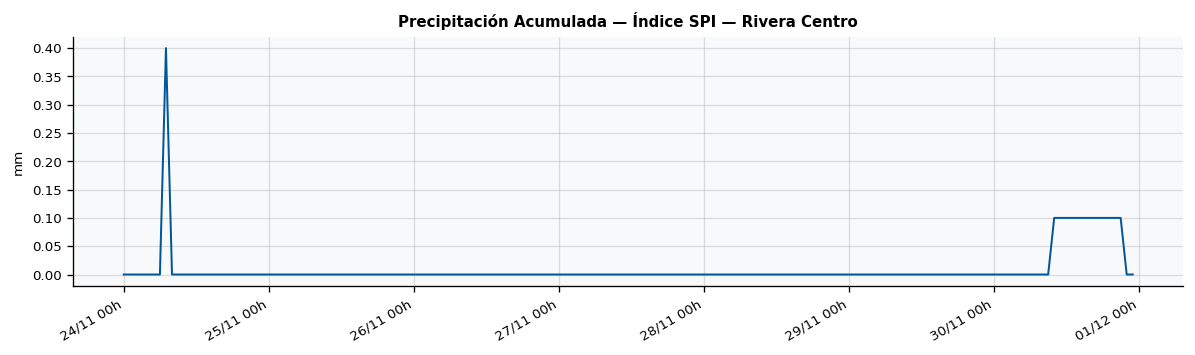 Precipitación Acumulada — Índice SPI — Rivera Centro
mm
0.40
0.35
0.30
0.25
0.20
0.15
0.10
0.05
0.00
24/11 00h
25/11 00h
26/11 00h
27/11 00h
28/11 00h
29/11 00h
30/11 00h
01/12 00h